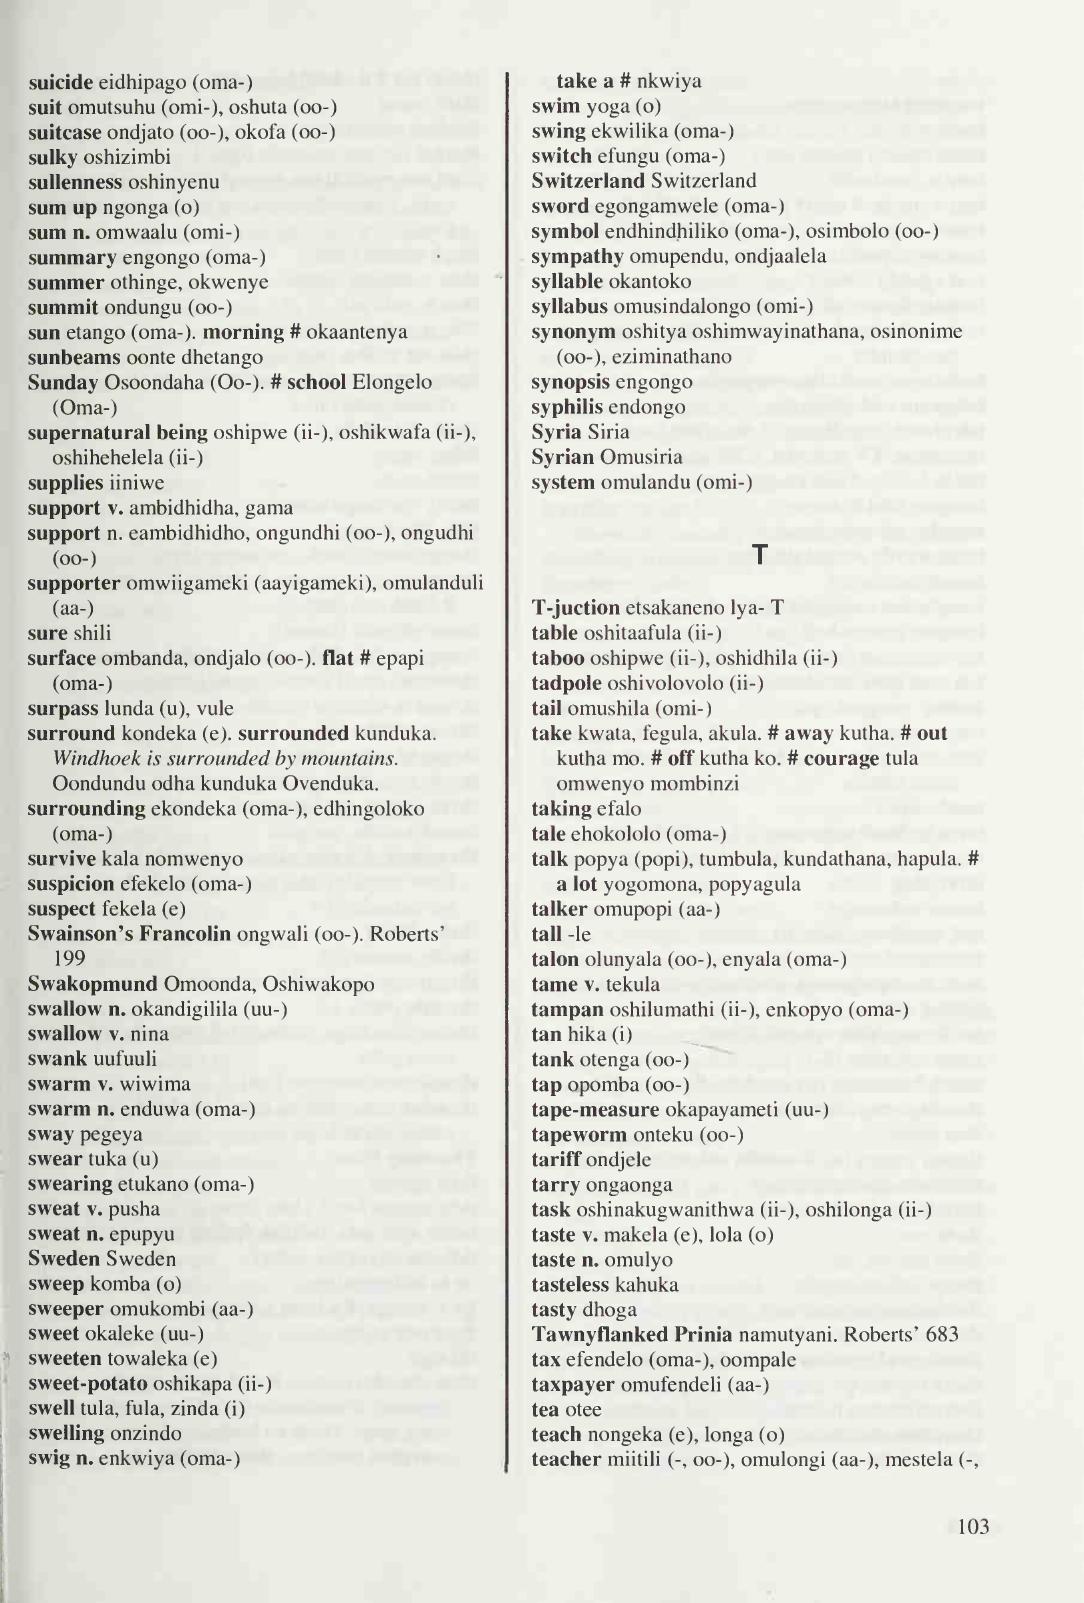 suicide eidhipago (oma-)
suit omutsuhu (omi-), oshuta (oo-)
suitcase ondjato (oo-), okofa (oo-)
sulky oshizimbi
sullenness oshinyenu
sum up ngonga (o)
sum n. omwaalu (omi-)
summary engongo (oma-)
summer othinge, okwenye
summit ondungu (oo-)
sun etango (oma-). morning # okaantenya
sunbeams oonte dhetango
Sunday Osoondaha (Oo-). # school Elongelo
(Oma-)
supernatural being oshipwe (ii-), oshikwafa (ii-),
oshihehelela (ii-)
supplies iiniwe
support v. ambidhidha, gama
support n. eambidhidho, ongundhi (oo-), ongudhi
(oo-)
supporter omwiigameki (aayigameki), omulanduli
(aa-)
sure shili
surface ombanda, ondjalo (oo-). flat # epapi
(oma-)
surpass lunda (u), vule
surround kondeka (e). surrounded kunduka.
Windhoek is surrounded by mountains.
Oondundu odha kunduka Ovenduka.
surrounding ekondeka (oma-), edhingoloko
(oma-)
survive kala nomwenyo
suspicion efekelo (oma-)
suspect fekela (e)
Swainson's Francolin ongwali (oo-). Roberts'
199
Swakopmund Omoonda, Oshiwakopo
swallow n. okandigilila (uu-)
swallow v. nina
swank uufuuli
swarm v. wiwima
swarm n. enduwa (oma-)
sway pegeya
swear tuka (u)
swearing etukano (oma-)
sweat v. pusha
sweat n. epupyu
Sweden Sweden
sweep komba (o)
sweeper omukombi (aa-)
sweet okaleke (uu-)
sweeten towaleka (e)
sweet-potato oshikapa (ii-)
swell tula, fula, zinda (i)
swelling onzindo
swig n. enkwiya (oma-)
take a # nkwiya
swim yoga (o)
swing ekwilika (oma-)
switch efungu (oma-)
Switzerland Switzerland
sword egongamwele (oma-)
symbol endhindhiliko (oma-), osimbolo (oo-)
sympathy omupendu, ondjaalela
syllable okantoko
syllabus omusindalongo (omi-)
synonym oshitya oshimwayinathana, osinonime
(oo-), eziminathano
synopsis engongo
syphilis endongo
Syria Siria
Syrian Omusiria
system omulandu (omi-)
T
T-juction etsakaneno lya- T
table oshitaafula (ii-)
taboo oshipwe (ii-), oshidhila (ii-)
tadpole oshivolovolo (ii-)
tail omushila (omi-)
take kwata, fegula, akula. # away kutha. # out
kutha mo. # off kutha ko. # courage tula
omwenyo mombinzi
taking efalo
tale ehokololo (oma-)
talk popya (popi), tumbula, kundathana, hapula. #
a lot yogomona, popyagula
talker omupopi (aa-)
tall -le
talon olunyala (oo-), enyala (oma-)
tame v. tekula
tampan oshilumathi (ii-), enkopyo (oma-)
tan hika (i)
tank otenga (oo-)
tap opomba (oo-)
tape-measure okapayameti (uu-)
tapeworm onteku (oo-)
tariff ondjele
tarry ongaonga
task oshinakugwanithwa (ii-), oshilonga (ii-)
taste v. makela (e), lola (o)
taste n. omulyo
tasteless kahuka
tasty dhoga
Tawnyflanked Prinia namutyani. Roberts' 683
tax efendelo (oma-), oompale
taxpayer omufendeli (aa-)
tea otee
teach nongeka (e), longa (o)
teacher miitili (-, oo-), omulongi (aa-), mestela (-,
103